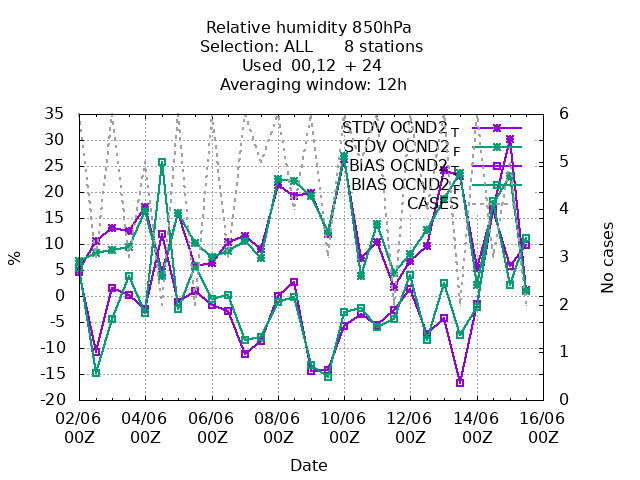 Relative humidity 850hPa
Selection: ALL 8 stations
Used 00,12 + 24
Averaging window: 12h
STDV OCND2_T
STDV OCND2_F
BIAS OCND2_T
BIAS OCND2_F
CASES
35
30
25
20
15
10
5
0
-5
-10
-15
-20
%
6
5
4
3
2
1
0
No cases
02/06 04/06 06/06 08/06 10/06 12/06 14/06 16/06
00Z 00Z 00Z 00Z 00Z 00Z 00Z 00Z
Date